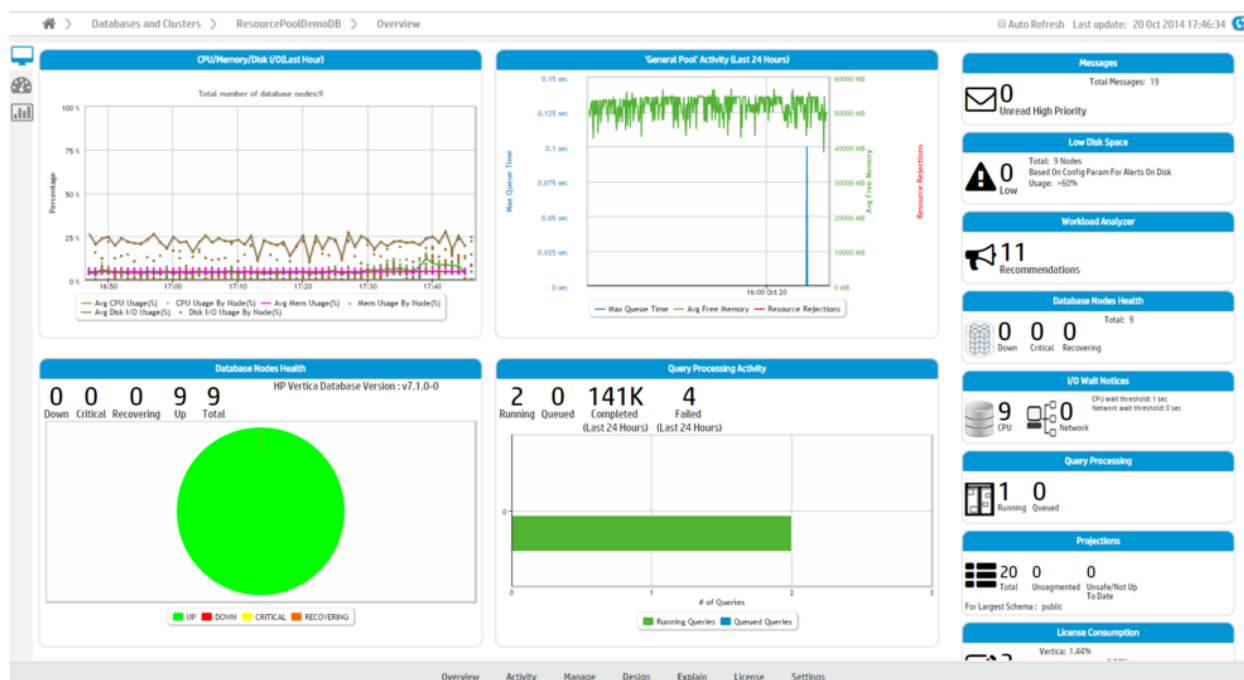 Databases and Clusters > ResourcePoolDemoDB > Overview
Auto Refresh Last update: 20 Oct 2014 17:46:34
CPU/Memory/Disk I/O(Last Hour)
Total number of database nodes:9
Percentage
100 %
75 %
50 %
25 %
0 %
16:50 17:00 17:10 17:20 17:30 17:40
Avg CPU Usage(%) CPU Usage By Node(%) Avg Mem Usage(%) Mem Usage By Node(%)
Avg Disk I/O Usage(%) Disk I/O Usage By Node(%)
'General Pool' Activity (Last 24 Hours)
Max Queue Time
0.15 sec
0.125 sec
0.1 sec
0.075 sec
0.05 sec
0.025 sec
0 sec
60000 MB
50000 MB
40000 MB
30000 MB
20000 MB
10000 MB
0 MB
Avg Free Memory
Resource Rejections
16:00 Oct 20
Max Queue Time Avg Free Memory Resource Rejections
Database Nodes Health
0 0 0 9 9
Down Critical Recovering Up Total
HP Vertica Database Version : v7.1.0-0
UP DOWN CRITICAL RECOVERING
Query Processing Activity
2 0 141K 4
Running Queued Completed Failed
(Last 24 Hours) (Last 24 Hours)
0
0 1 2 3
# of Queries
Running Queries Queued Queries
Messages
Total Messages: 19
0
Unread High Priority
Low Disk Space
Total: 9 Nodes
Based On Config Param For Alerts On Disk
Usage: >60%
0
Low
Workload Analyzer
11
Recommendations
Database Nodes Health
Total: 9
0 0 0
Down Critical Recovering
I/O Wait Notices
CPU wait threshold: 1 sec
Network wait threshold: 0 sec
9 0
CPU Network
Query Processing
1 0
Running Queued
Projections
20 0 0
Total Unsegmented Unsafe/Not Up
To Date
For Largest Schema : public
License Consumption
Vertica: 1.44%
Overview Activity Manage Design Explain License Settings